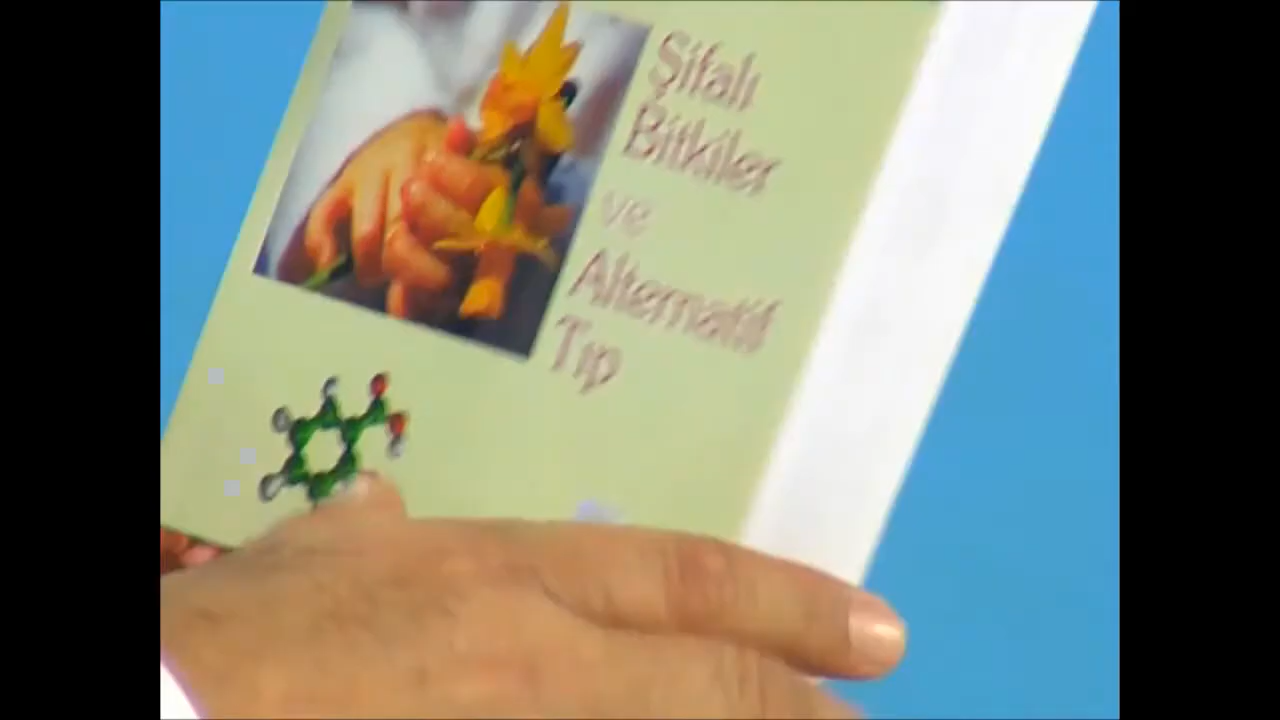 Şifalı
Bitkiler
ve
Alternatif
Tıp